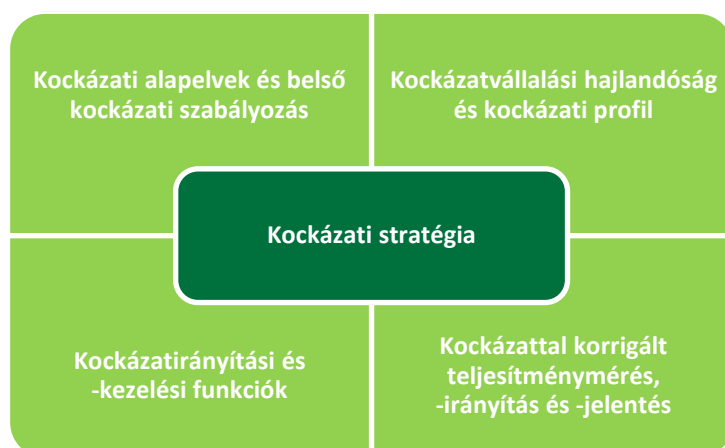 Kockázati alapelvek és belső
kockázati szabályozás
Kockázatvállalási hajlandóság
és kockázati profil
Kockázati stratégia
Kockázatirányítási és
-kezelési funkciók
Kockázattal korrigált
teljesítménymérés,
-irányítás és -jelentés